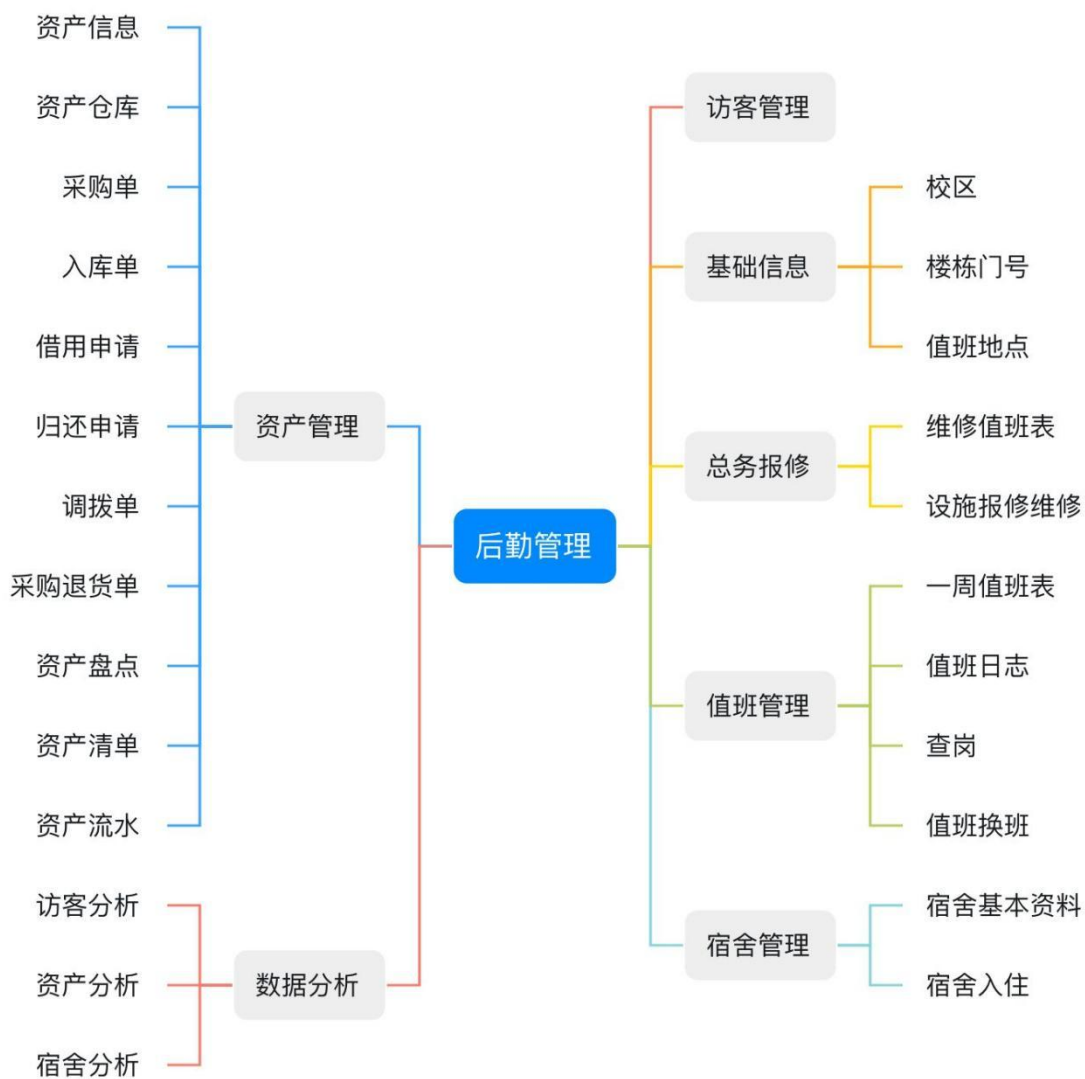 后勤管理
访客管理
基础信息
校区
楼栋门号
值班地点
总务报修
维修值班表
设施报修维修
值班管理
一周值班表
值班日志
查岗
值班换班
宿舍管理
宿舍基本资料
宿舍入住
资产管理
资产信息
资产仓库
采购单
入库单
借用申请
归还申请
调拨单
采购退货单
资产盘点
资产清单
资产流水
数据分析
访客分析
资产分析
宿舍分析